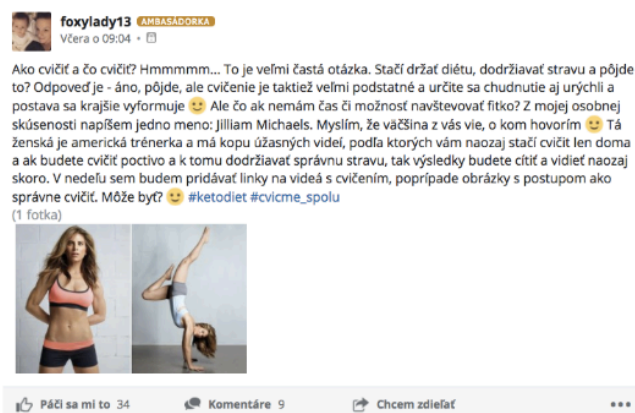 foxylady13 AMBASÁDORKA
Včera o 09:04 •
Ako cvičiť a čo cvičiť? Hmmmmm... To je veľmi častá otázka. Stačí držať diétu, dodržiavať stravu a pôjde
to? Odpoveď je - áno, pôjde, ale cvičenie je taktiež veľmi podstatné a určite sa chudnutie aj urýchli a
postava sa krajšie vyformuje 🙂 Ale čo ak nemám čas či možnosť navštevovať fitko? Z mojej osobnej
skúsenosti napíšem jedno meno: Jilliam Michaels. Myslím, že väčšina z vás vie, o kom hovorím 🙂 Tá
ženská je americká trénerka a má kopu úžasných videí, podľa ktorých vám naozaj stačí cvičit len doma
a ak budete cvičiť poctivo a k tomu dodržiavať správnu stravu, tak výsledky budete cítiť a vidieť naozaj
skoro. V nedeľu sem budem pridávať linky na videá s cvičením, poprípade obrázky s postupom ako
správne cvičiť. Môže byť? 🙂 #ketodiet #cvicme_spolu
(1 fotka)
Páči sa mi to 34 Komentáre 9 Chcem zdieľať